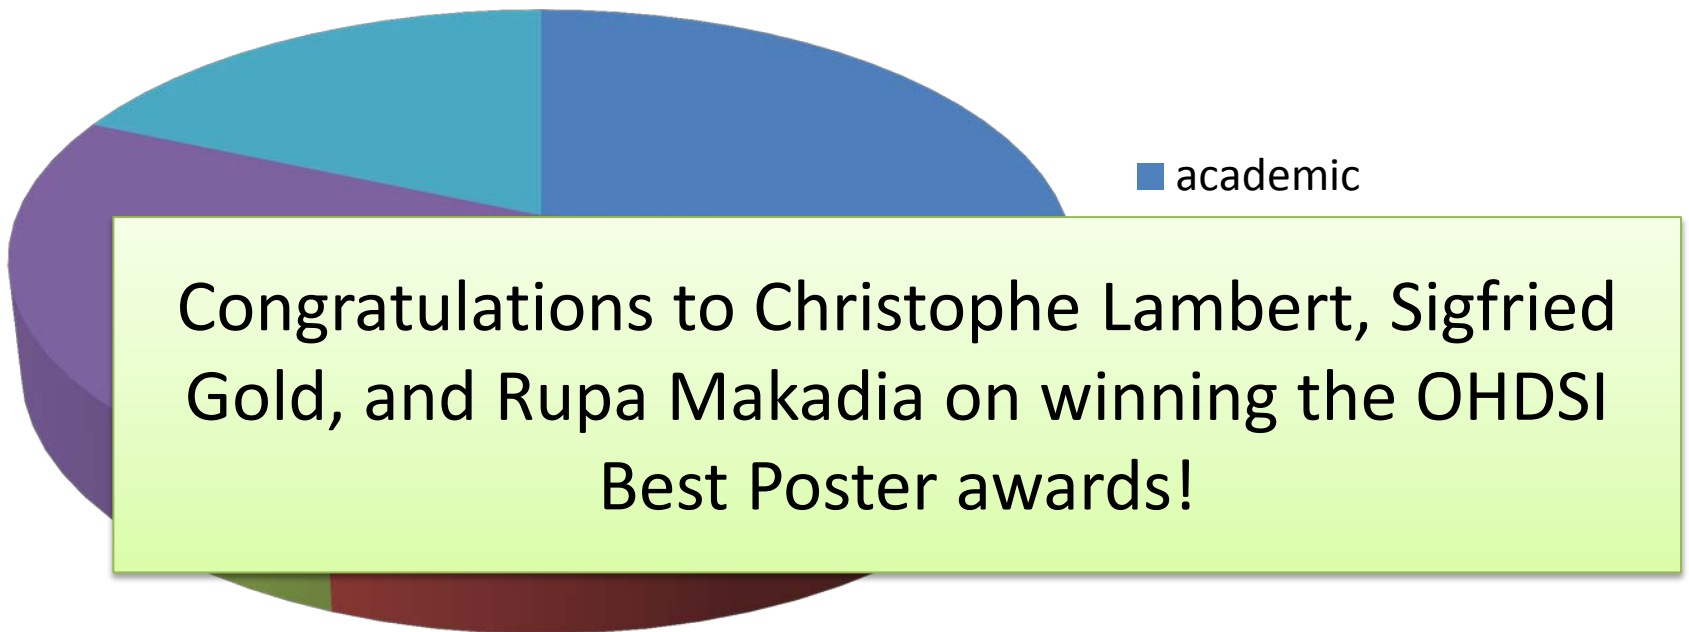 academic
Congratulations to Christophe Lambert, Sigfried
Gold, and Rupa Makadia on winning the OHDSI
Best Poster awards!